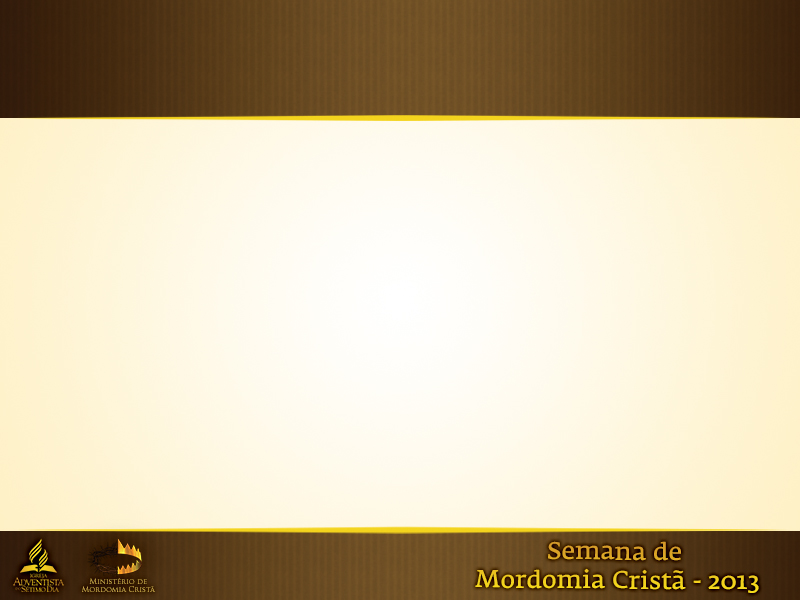 IGREJA
ADVENTISTA
DO SÉTIMO DIA
MINISTÉRIO DE
MORDOMIA CRISTÃ
Semana de
Mordomia Cristã - 2013